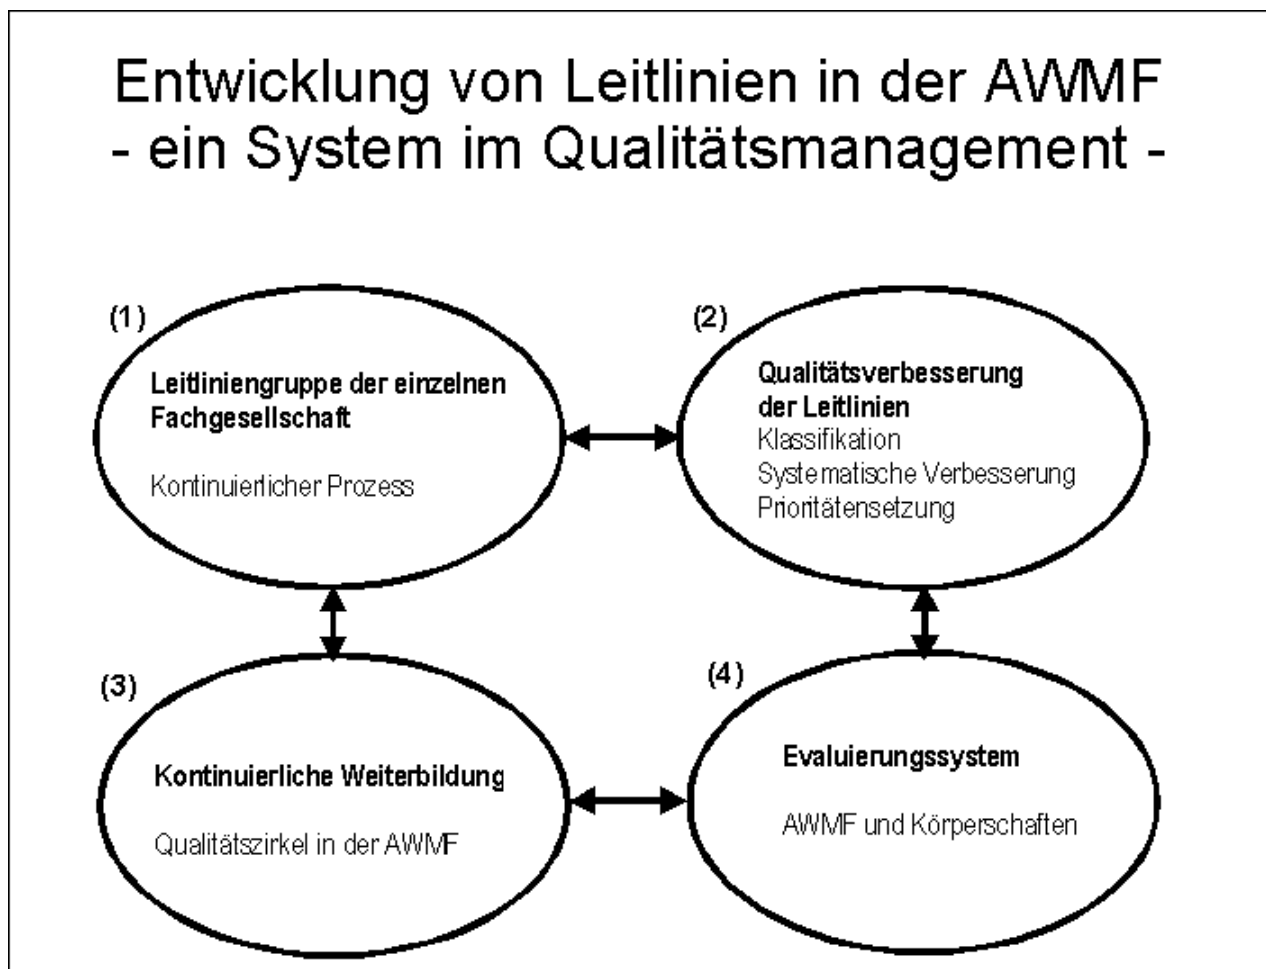 Entwicklung von Leitlinien in der AWMF
- ein System im Qualitätsmanagement -
(1)
Leitliniengruppe der einzelnen
Fachgesellschaft
Kontinuierlicher Prozess
(2)
Qualitätsverbesserung
der Leitlinien
Klassifikation
Systematische Verbesserung
Prioritätensetzung
(3)
Kontinuierliche Weiterbildung
Qualitätszirkel in der AWMF
(4)
Evaluierungssystem
AWMF und Körperschaften